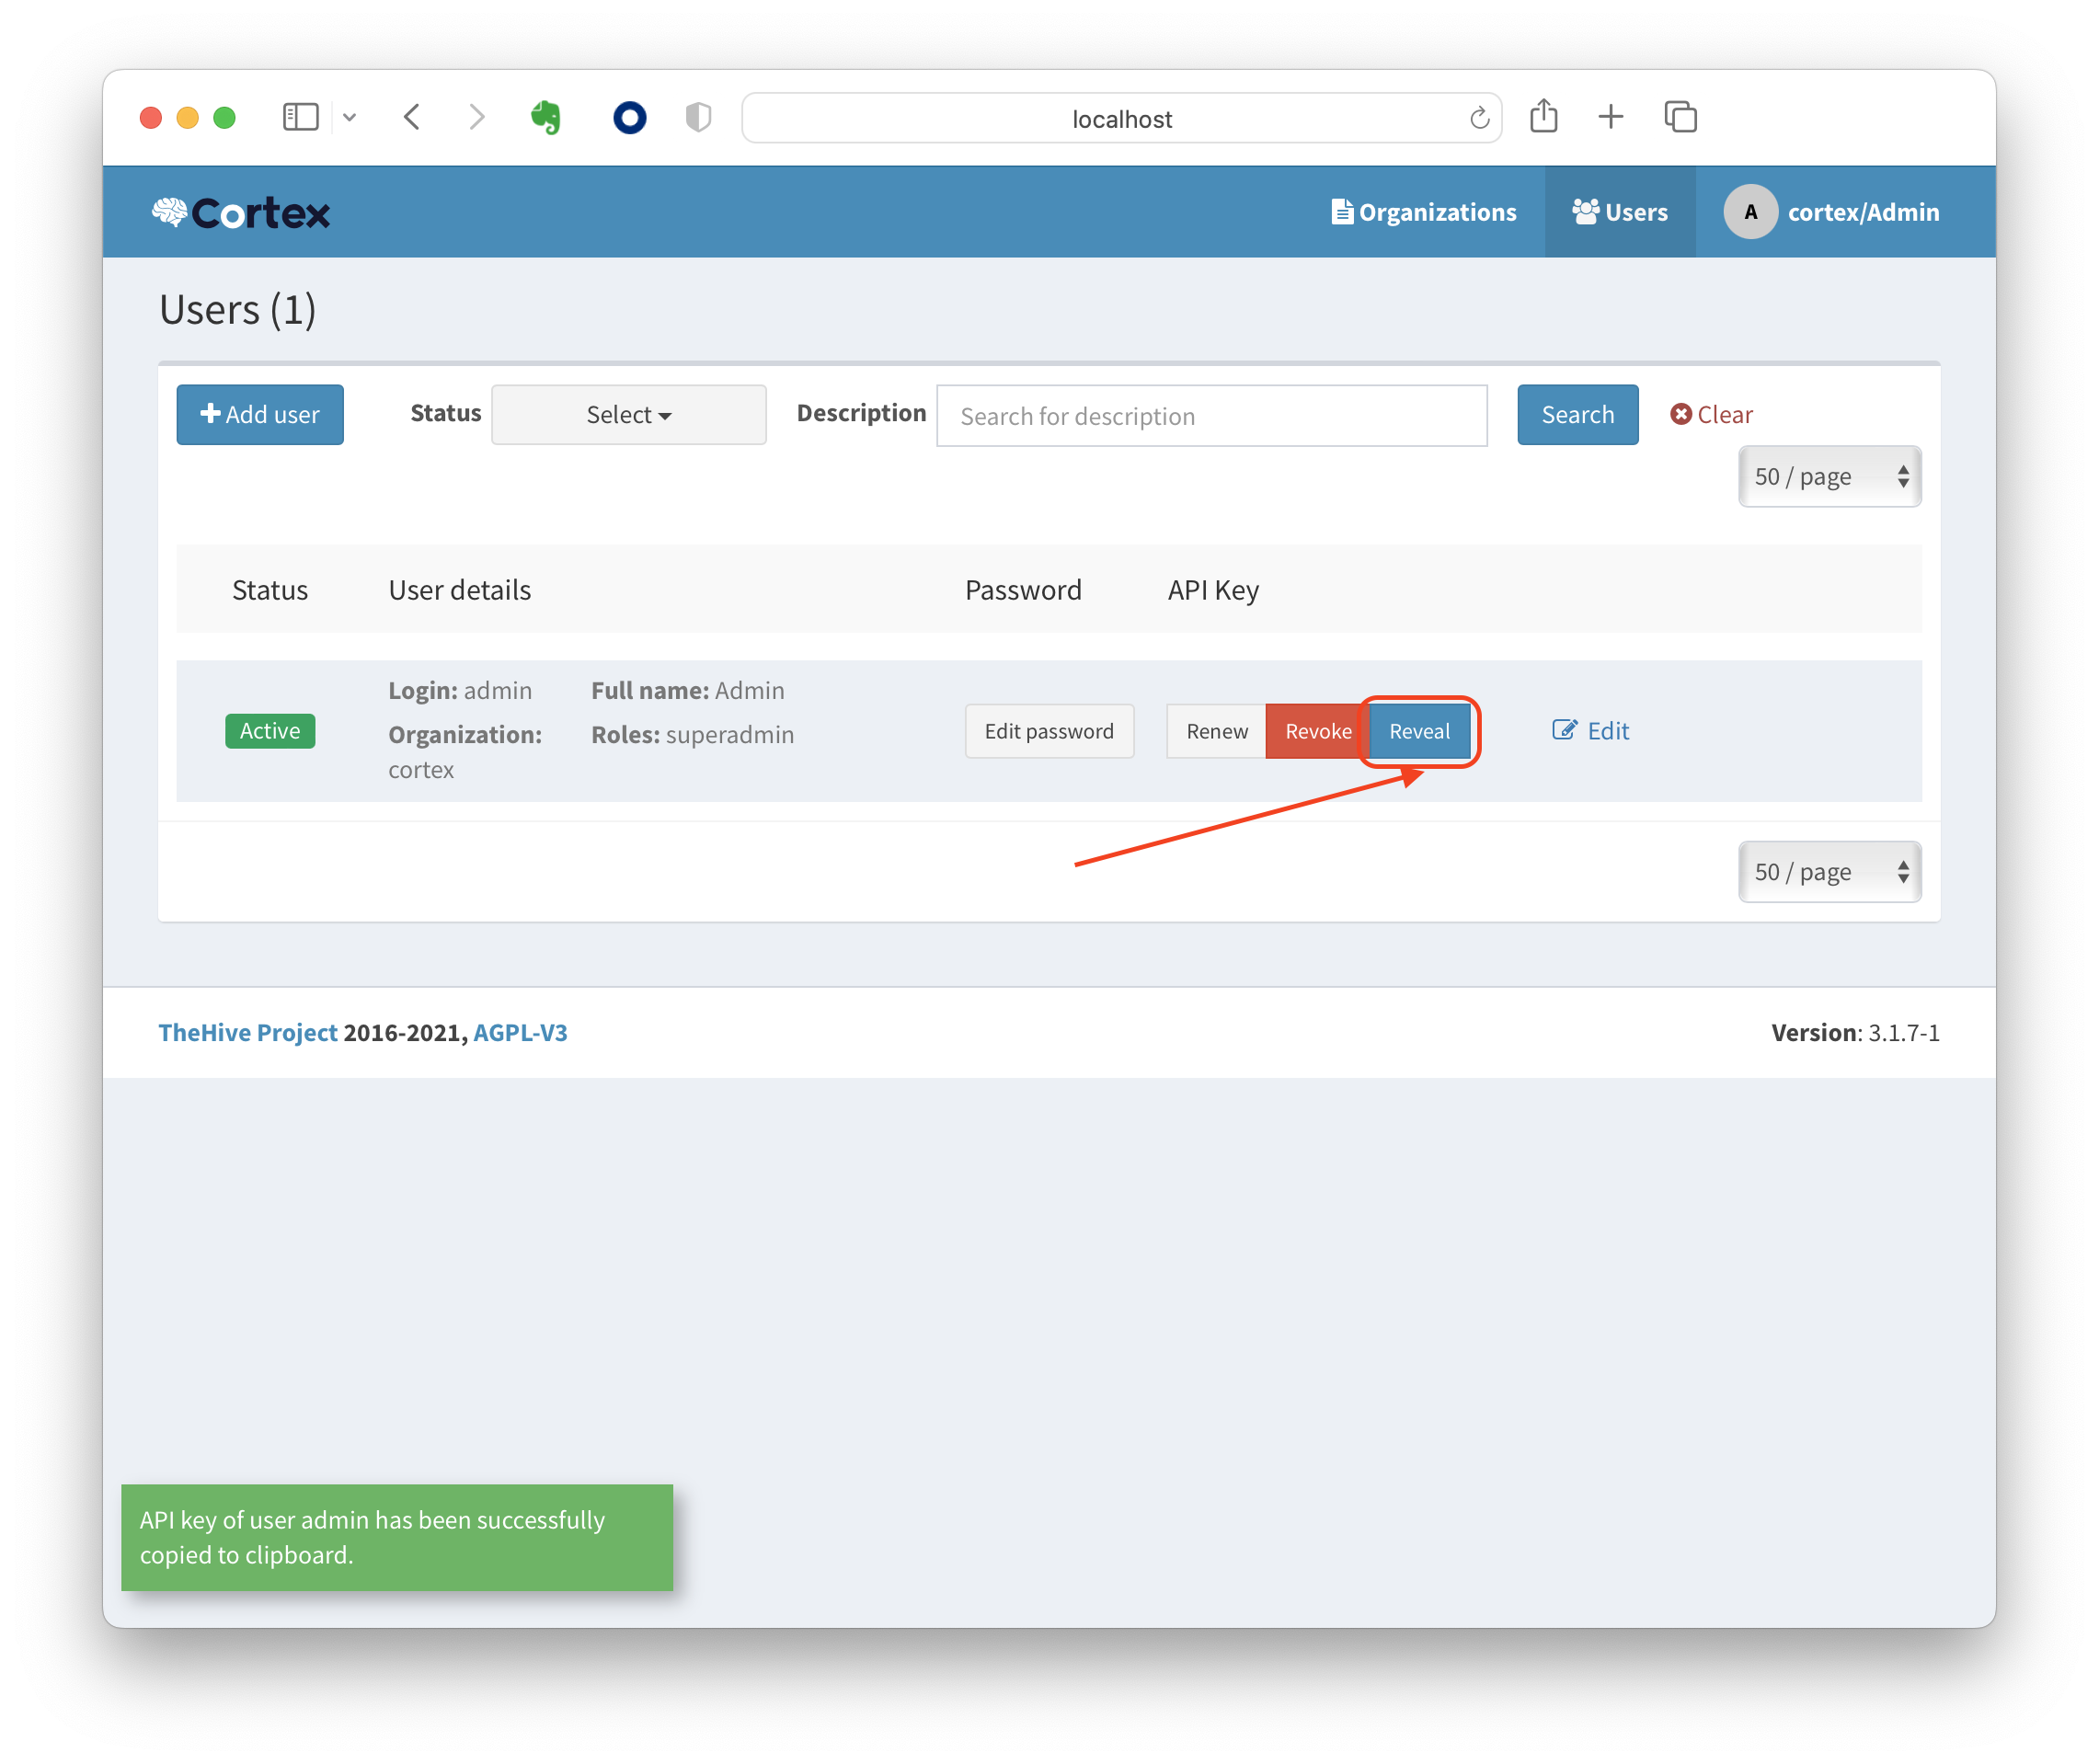 localhost
Cortex
Organizations
Users
A
cortex/Admin
Users (1)
Add user
Status
Select
Description
Search for description
Search
Clear
50 / page
Status User details Password API Key
Active
Login: admin
Full name: Admin
Organization:
cortex
Roles: superadmin
Edit password
Renew
Revoke
Reveal
Edit
50 / page
TheHive Project 2016-2021, AGPL-V3
Version: 3.1.7-1
API key of user admin has been successfully
copied to clipboard.